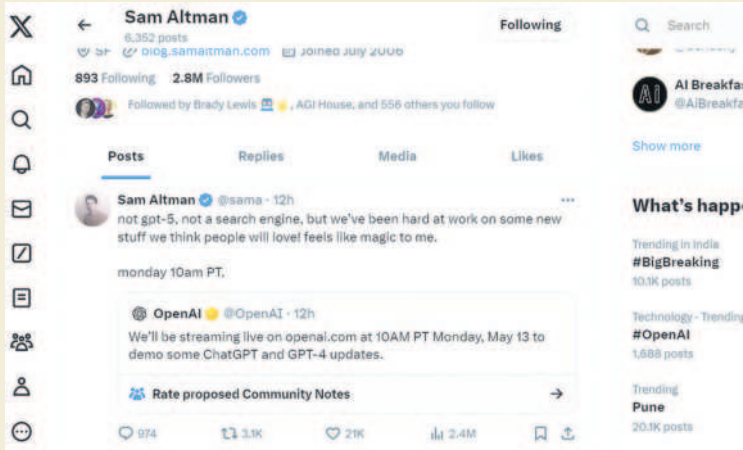 Sam Altman
6,352 posts
Following
Search
SF blog.samaltman.com Joined July 2006
893 Following 2.8M Followers
Followed by Brady Lewis, AGI House, and 556 others you follow
AI Breakfas
@AiBreakfa
Show more
Posts Replies Media Likes
Sam Altman @sama · 12h
not gpt-5, not a search engine, but we've been hard at work on some new
stuff we think people will love! feels like magic to me.
monday 10am PT.
OpenAI @OpenAI · 12h
We'll be streaming live on openai.com at 10AM PT Monday, May 13 to
demo some ChatGPT and GPT-4 updates.
Rate proposed Community Notes
974 3.1K 21K 2.4M
What's happe
Trending in India
#BigBreaking
10.1K posts
Technology · Trending
#OpenAI
1,688 posts
Trending
Pune
20.1K posts